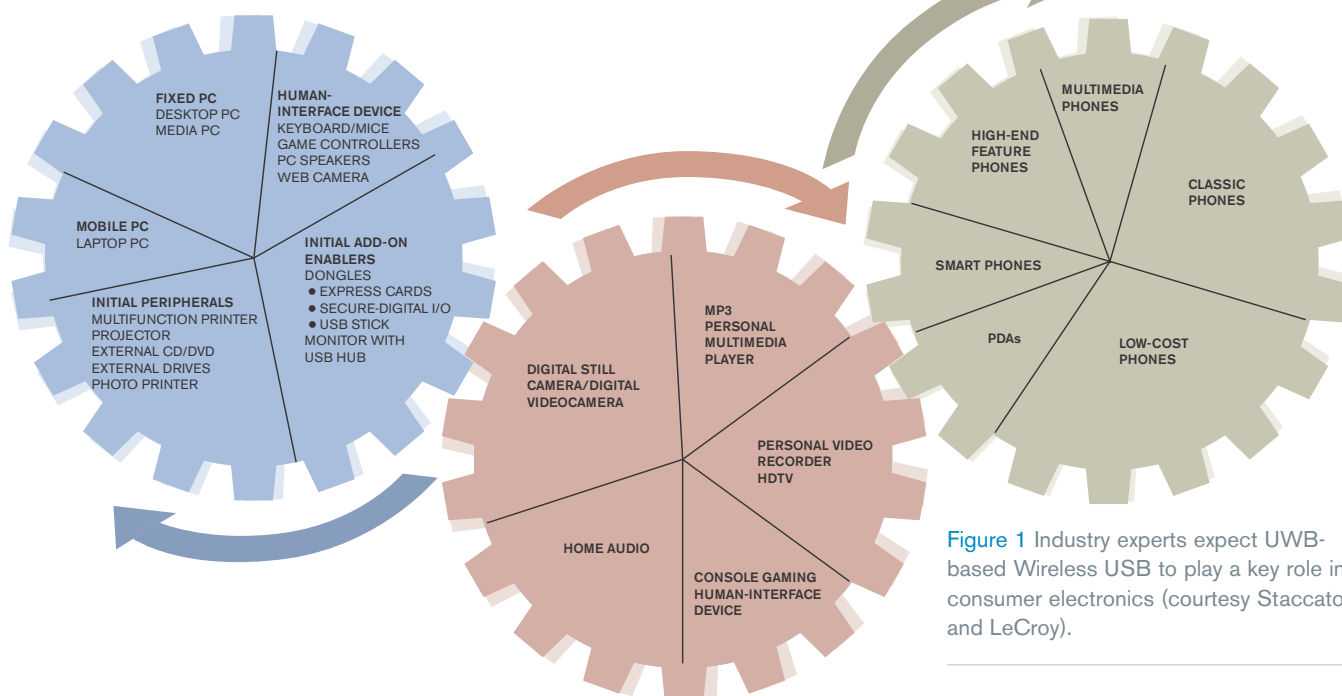 FIXED PC
DESKTOP PC
MEDIA PC
HUMAN-
INTERFACE DEVICE
KEYBOARD/MICE
GAME CONTROLLERS
PC SPEAKERS
WEB CAMERA
MOBILE PC
LAPTOP PC
INITIAL ADD-ON
ENABLERS
DONGLES
● EXPRESS CARDS
● SECURE-DIGITAL I/O
● USB STICK
MONITOR WITH
USB HUB
INITIAL PERIPHERALS
MULTIFUNCTION PRINTER
PROJECTOR
EXTERNAL CD/DVD
EXTERNAL DRIVES
PHOTO PRINTER
DIGITAL STILL
CAMERA/DIGITAL
VIDEOCAMERA
MP3
PERSONAL
MULTIMEDIA
PLAYER
PERSONAL VIDEO
RECORDER
HDTV
HOME AUDIO
CONSOLE GAMING
HUMAN-INTERFACE
DEVICE
MULTIMEDIA
PHONES
HIGH-END
FEATURE
PHONES
CLASSIC
PHONES
SMART PHONES
PDAs
LOW-COST
PHONES
Figure 1 Industry experts expect UWB-
based Wireless USB to play a key role in
consumer electronics (courtesy Staccato
and LeCroy).